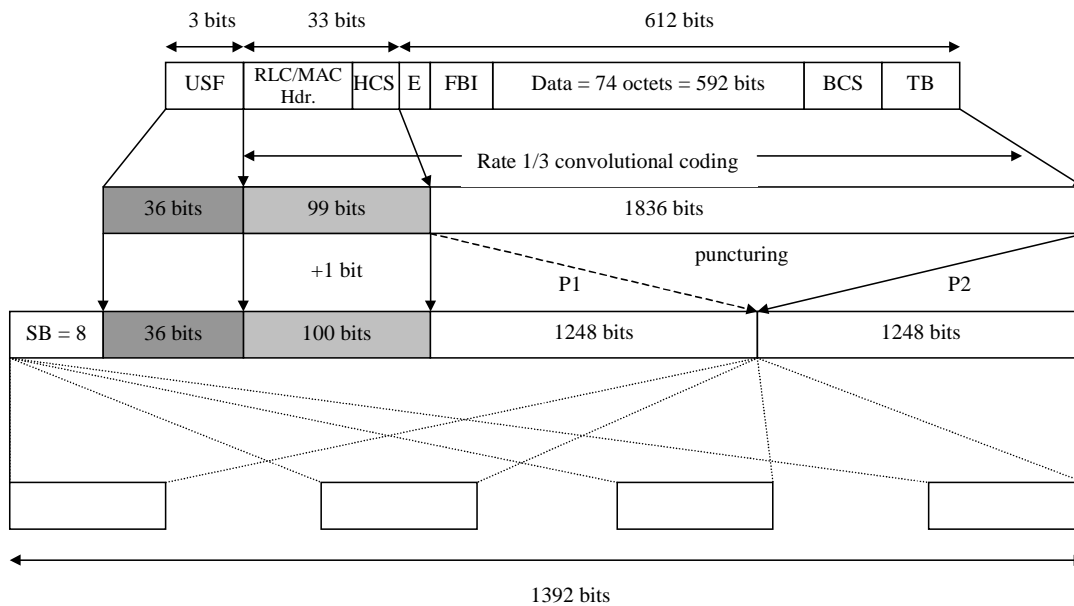 3 bits 33 bits 612 bits
USF RLC/MAC Hdr. HCS E FBI Data = 74 octets = 592 bits BCS TB
Rate 1/3 convolutional coding
36 bits 99 bits 1836 bits
puncturing
+1 bit P1 P2
SB = 8 36 bits 100 bits 1248 bits 1248 bits
1392 bits